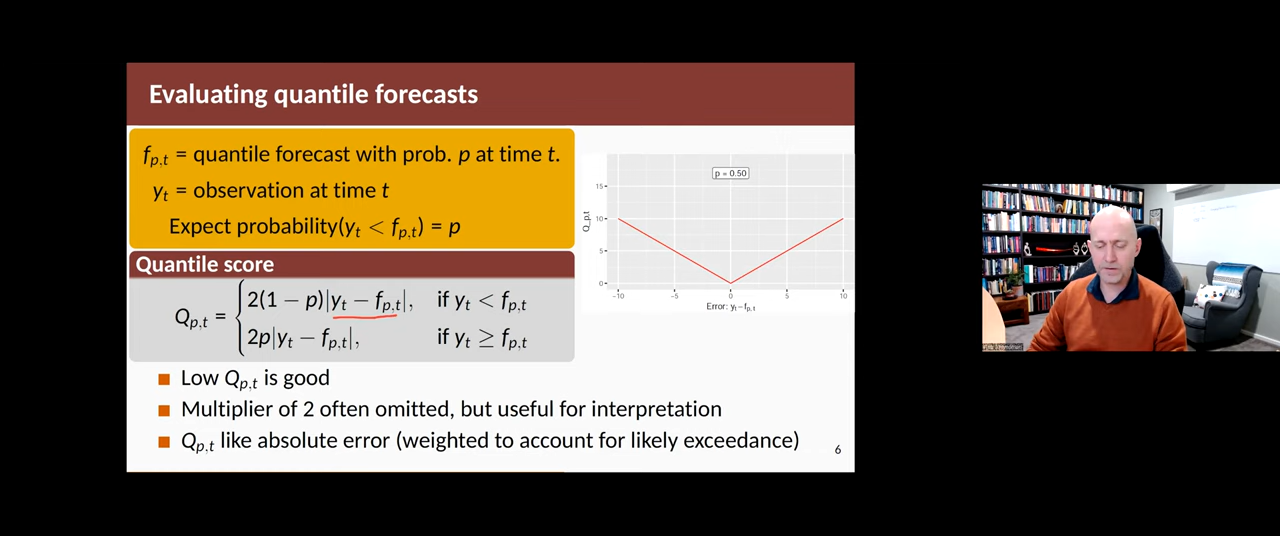 Evaluating quantile forecasts
f_{p,t} = quantile forecast with prob. p at time t.
y_t = observation at time t
Expect probability(y_t < f_{p,t}) = p
Quantile score
Q_{p,t} = { 2(1 − p)|y_t − f_{p,t}|, if y_t < f_{p,t}
2p|y_t − f_{p,t}|, if y_t ≥ f_{p,t}
Low Q_{p,t} is good
Multiplier of 2 often omitted, but useful for interpretation
Q_{p,t} like absolute error (weighted to account for likely exceedance)
6
p = 0.50
Q_p,t
15
10
5
0
−10 −5 0 5 10
Error: y_t − f_{p,t}